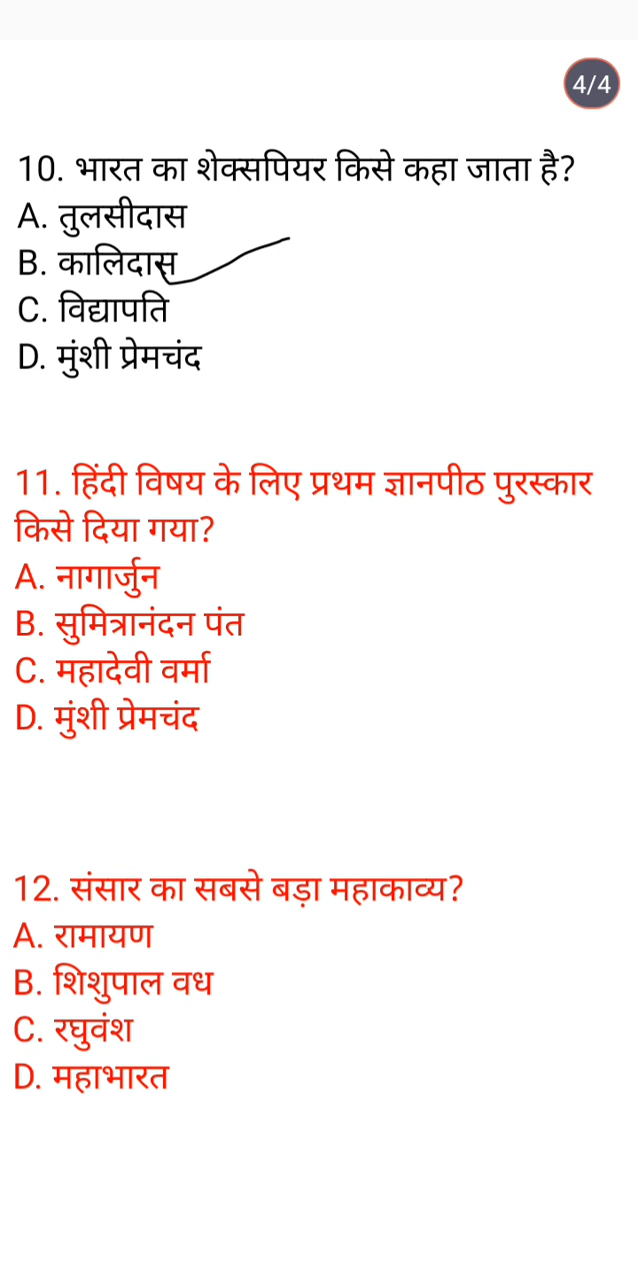 4/4
10. भारत का शेक्सपियर किसे कहा जाता है?
A. तुलसीदास
B. कालिदास
C. विद्यापति
D. मुंशी प्रेमचंद
11. हिंदी विषय के लिए प्रथम ज्ञानपीठ पुरस्कार
किसे दिया गया?
A. नागार्जुन
B. सुमित्रानंदन पंत
C. महादेवी वर्मा
D. मुंशी प्रेमचंद
12. संसार का सबसे बड़ा महाकाव्य?
A. रामायण
B. शिशुपाल वध
C. रघुवंश
D. महाभारत